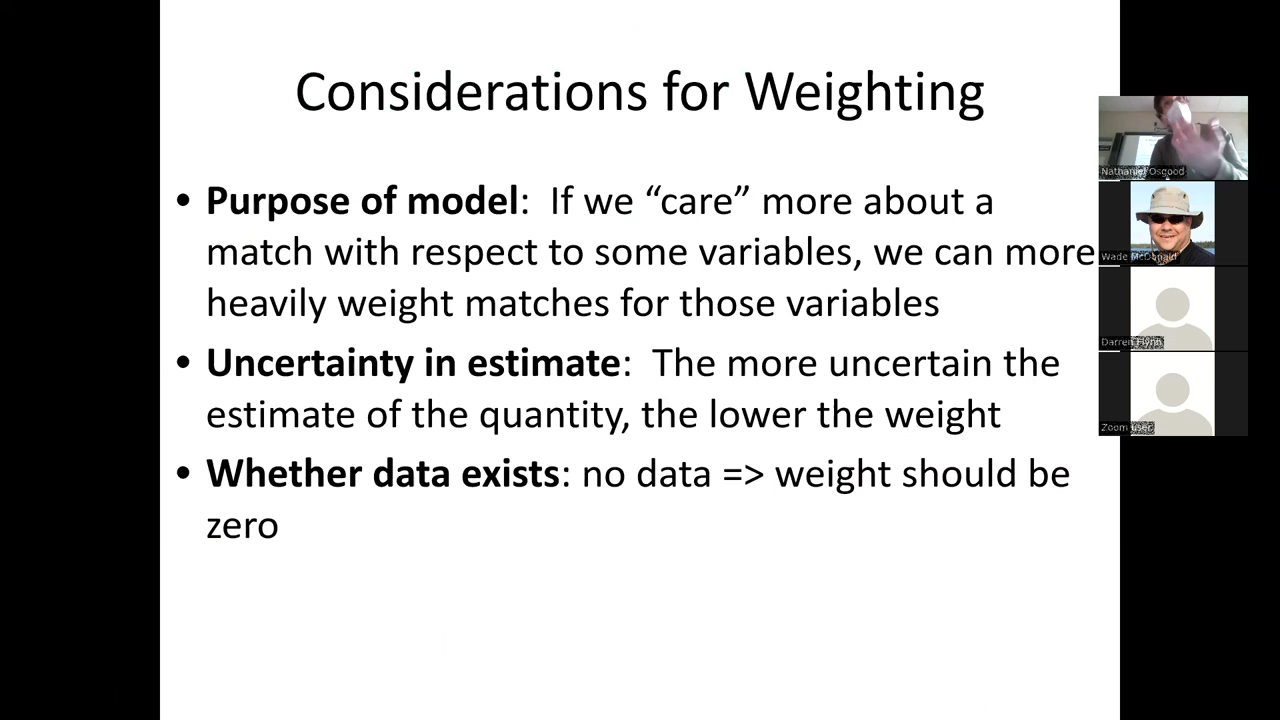 Considerations for Weighting
• Purpose of model:  If we “care” more about a
match with respect to some variables, we can more
heavily weight matches for those variables
• Uncertainty in estimate:  The more uncertain the
estimate of the quantity, the lower the weight
• Whether data exists: no data => weight should be
zero
Nathaniel Osgood
Wade McDonald
Darren Flynn
Zoom user